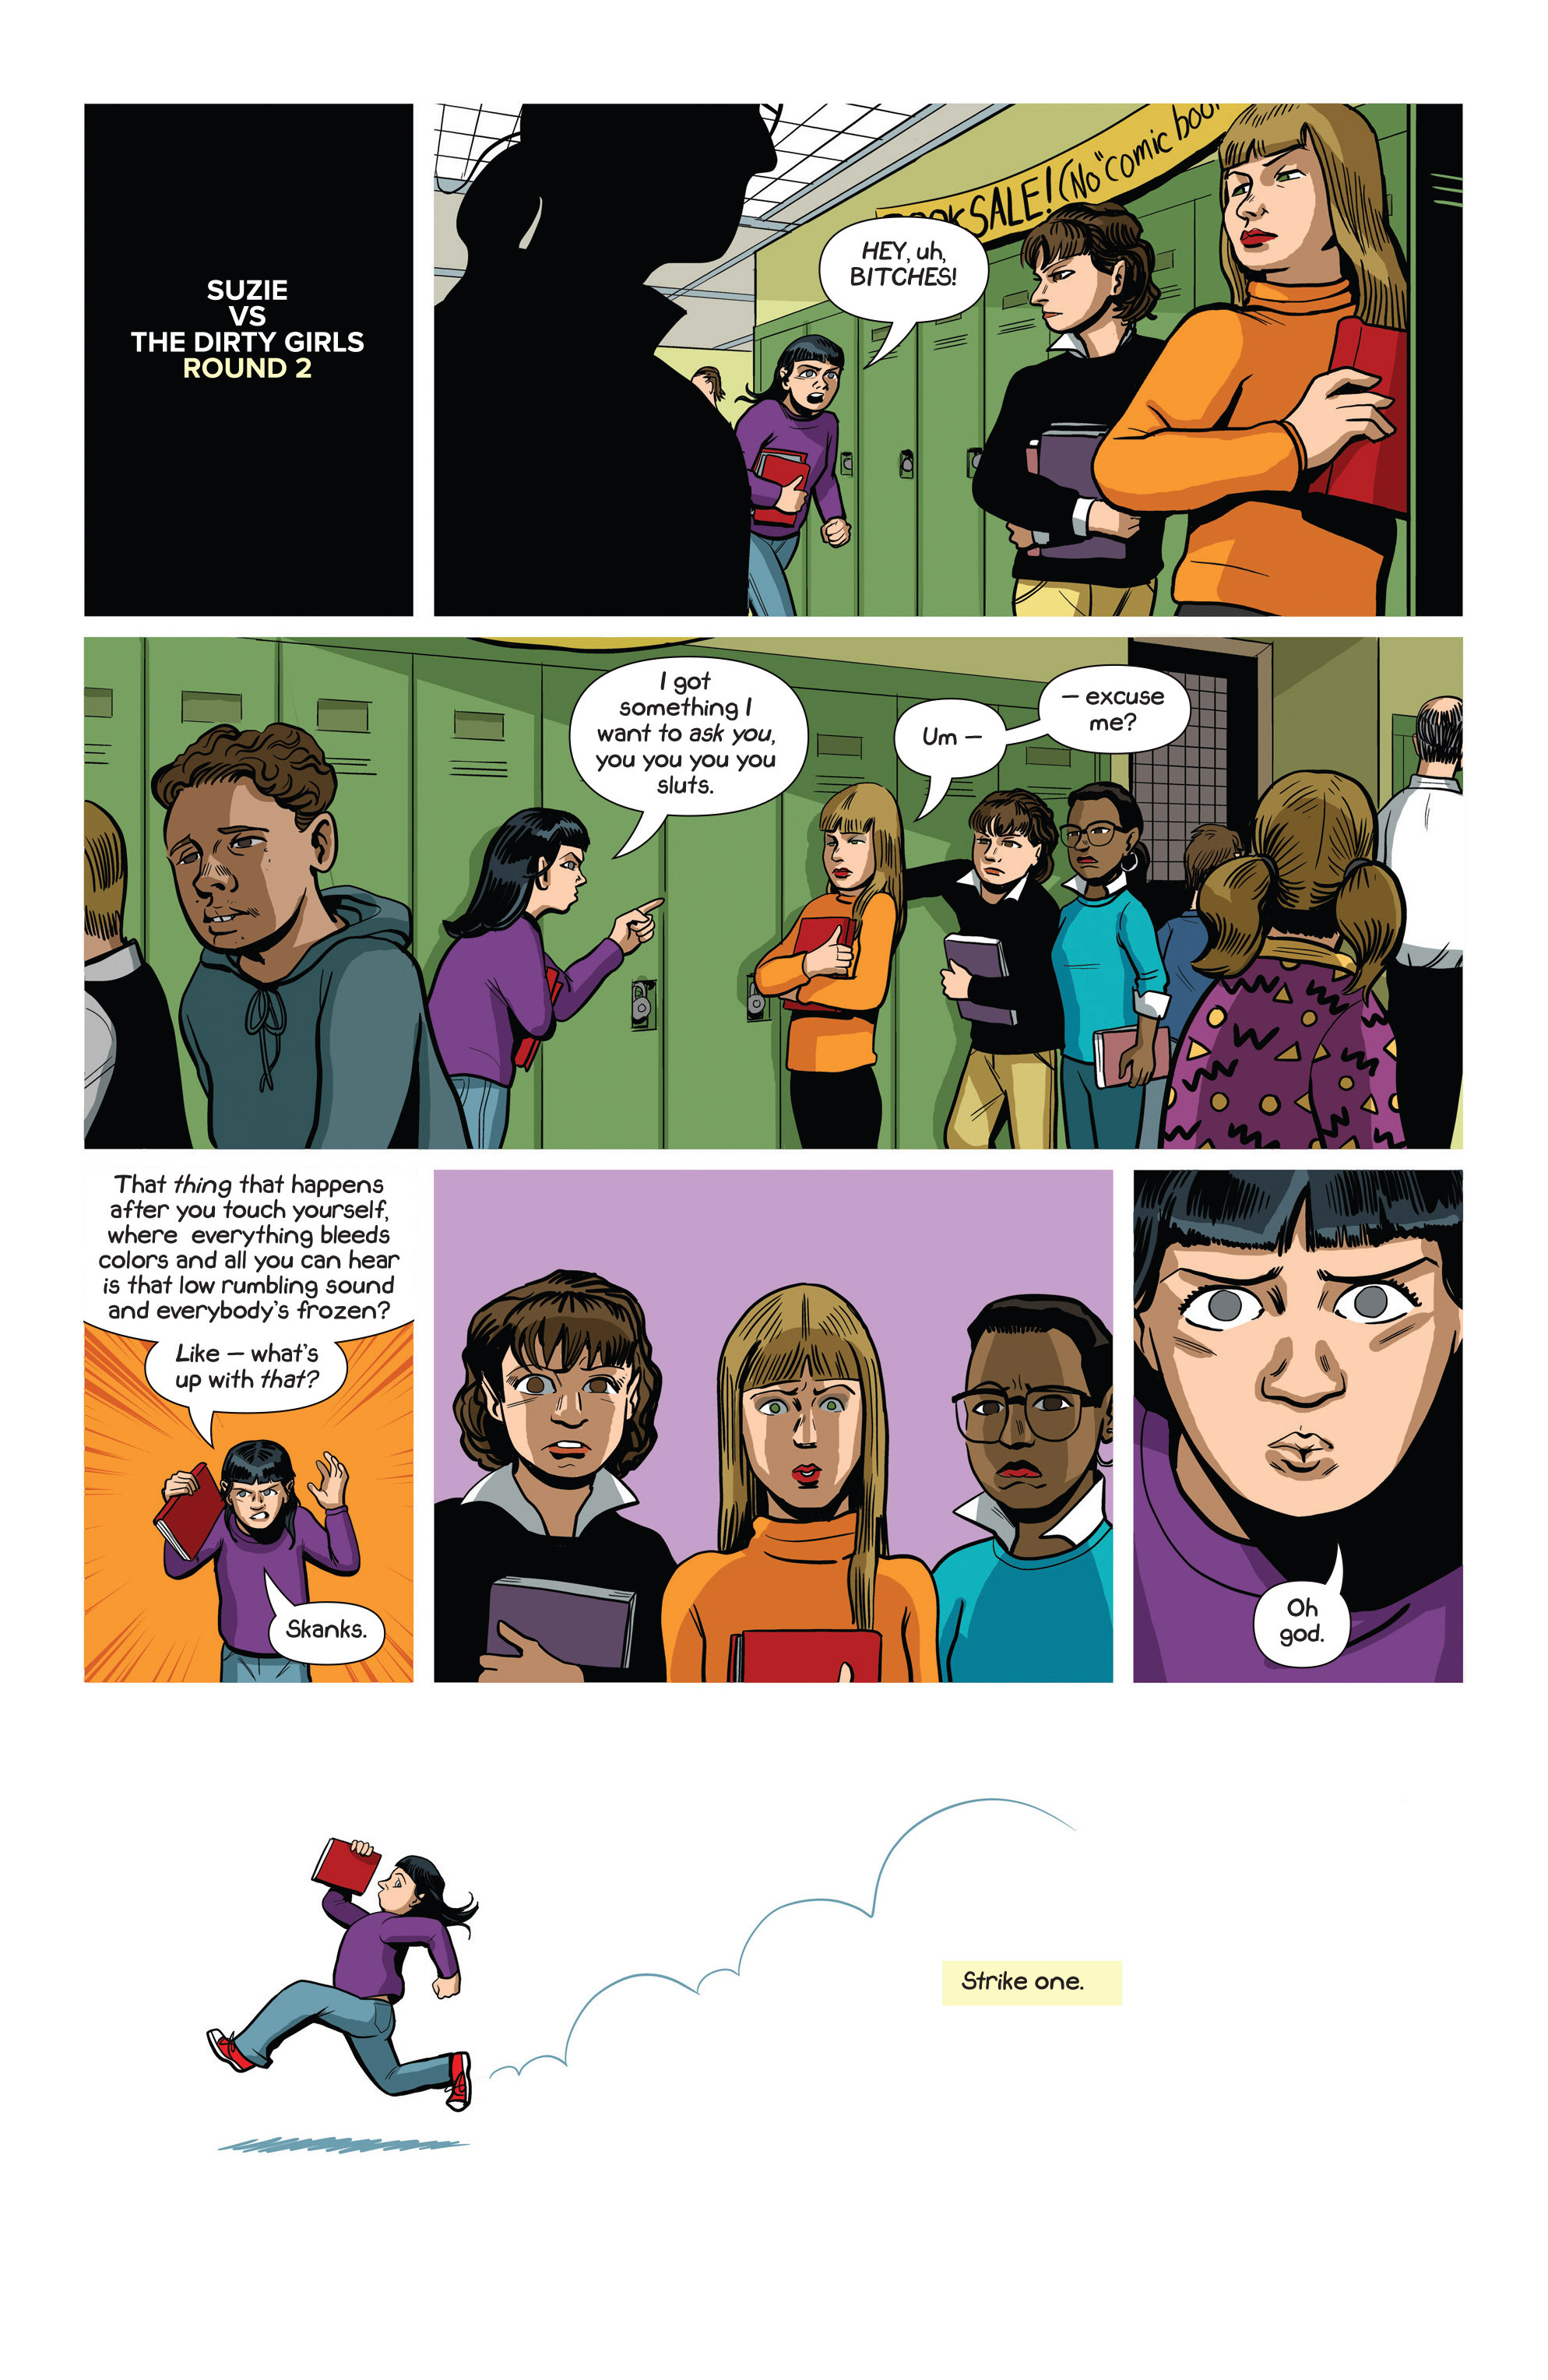 SUZIE
VS
THE DIRTY GIRLS
ROUND 2
BOOK SALE! (No "comic book
HEY, uh,
BITCHES!
I got
something I
want to ask you,
you you you you
sluts.
Um —
— excuse
me?
That thing that happens
after you touch yourself,
where everything bleeds
colors and all you can hear
is that low rumbling sound
and everybody's frozen?
Like — what's
up with that?
Skanks.
Oh
god.
Strike one.